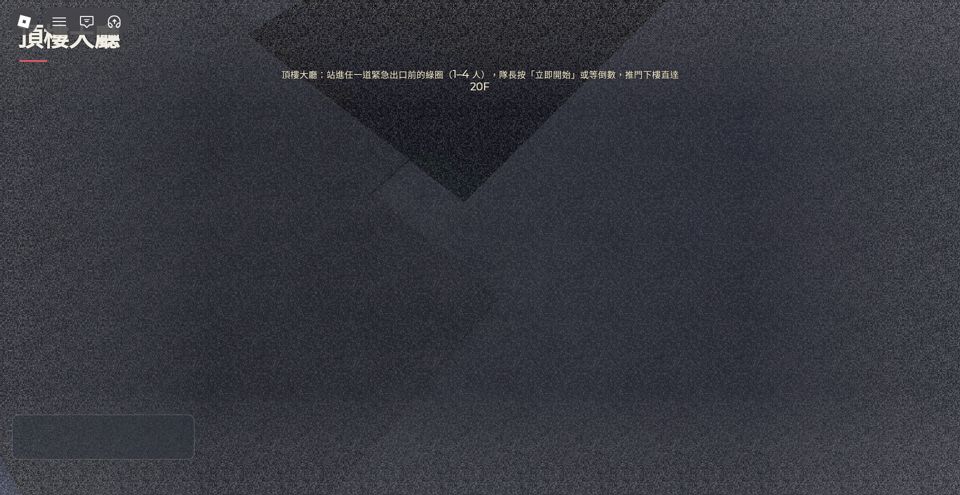 頂樓大廳
頂樓大廳：站進任一道緊急出口前的綠圈（1–4 人），隊長按「立即開始」或等倒數，推門下樓直達
20F